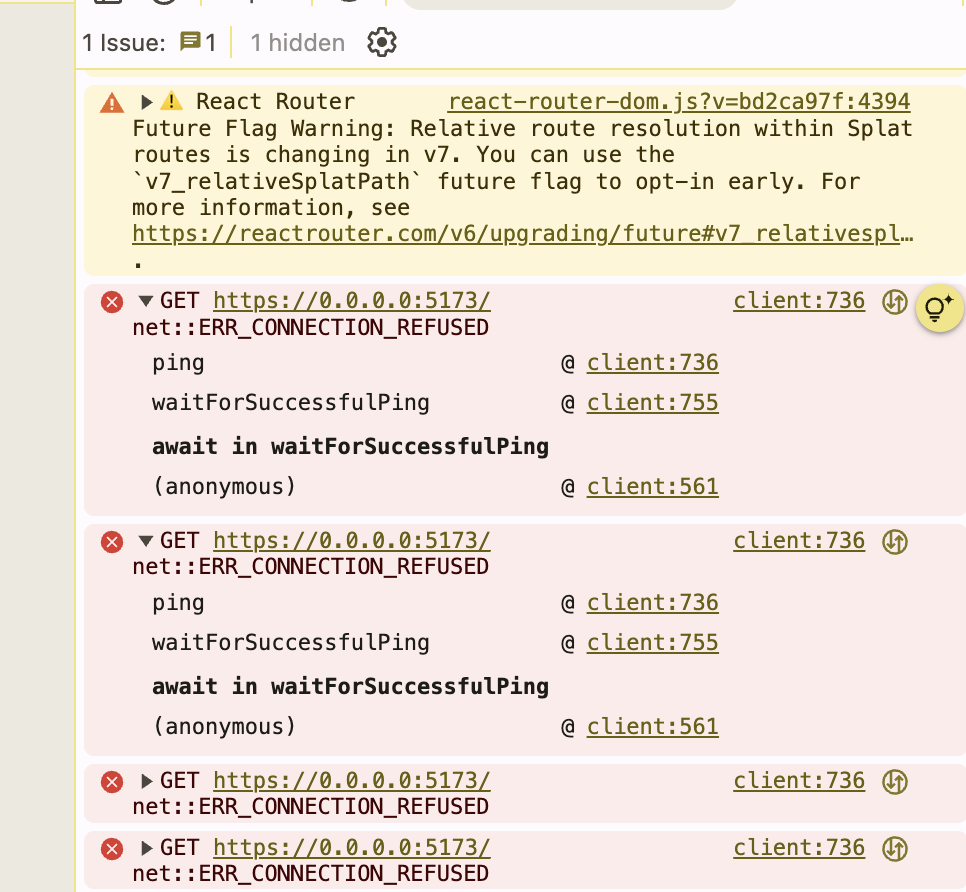 1 Issue: 1 1 hidden
React Router react-router-dom.js?v=bd2ca97f:4394
Future Flag Warning: Relative route resolution within Splat
routes is changing in v7. You can use the
`v7_relativeSplatPath` future flag to opt-in early. For
more information, see
https://reactrouter.com/v6/upgrading/future#v7_relativespl…
.
GET https://0.0.0.0:5173/ client:736
net::ERR_CONNECTION_REFUSED
ping @ client:736
waitForSuccessfulPing @ client:755
await in waitForSuccessfulPing
(anonymous) @ client:561
GET https://0.0.0.0:5173/ client:736
net::ERR_CONNECTION_REFUSED
ping @ client:736
waitForSuccessfulPing @ client:755
await in waitForSuccessfulPing
(anonymous) @ client:561
GET https://0.0.0.0:5173/ client:736
net::ERR_CONNECTION_REFUSED
GET https://0.0.0.0:5173/ client:736
net::ERR_CONNECTION_REFUSED